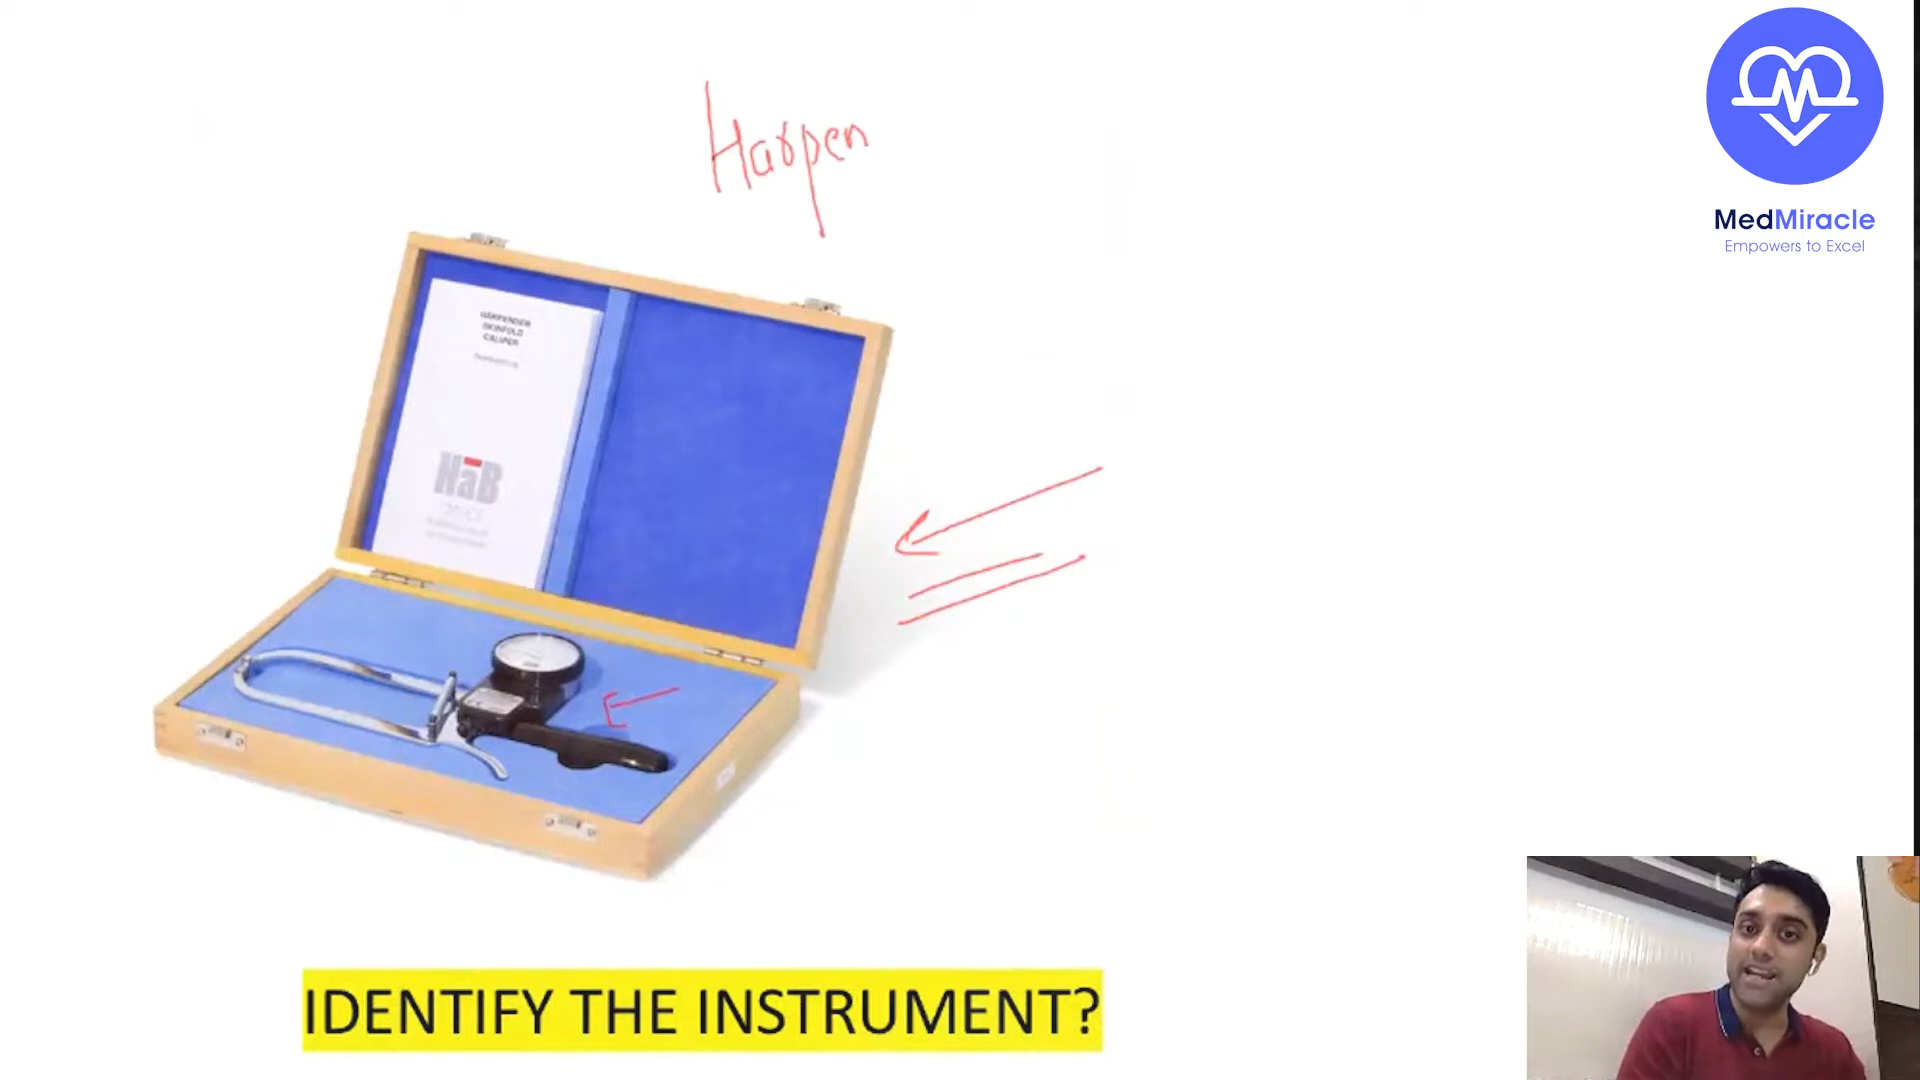 Harpen
MedMiracle
Empowers to Excel
HARPENDEN
SKINFOLD
CALIPER
HaB
IDENTIFY THE INSTRUMENT?